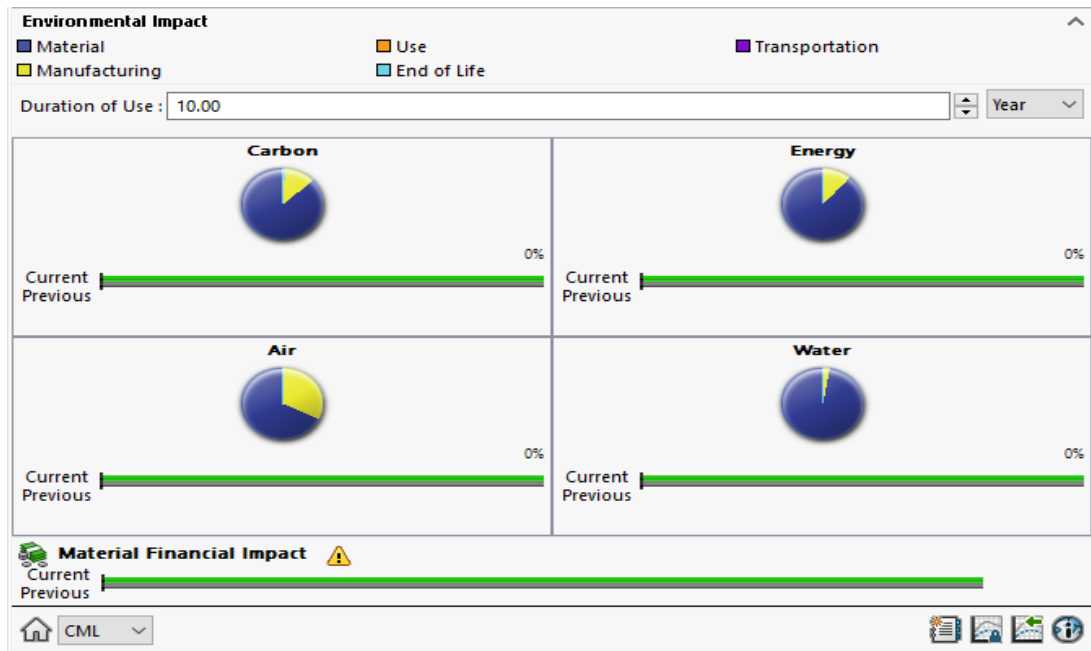 Environmental Impact
Material
Use
Transportation
Manufacturing
End of Life
Duration of Use : 10.00 Year
Carbon
0%
Current
Previous
Energy
0%
Current
Previous
Air
0%
Current
Previous
Water
0%
Current
Previous
Material Financial Impact
Current
Previous
CML